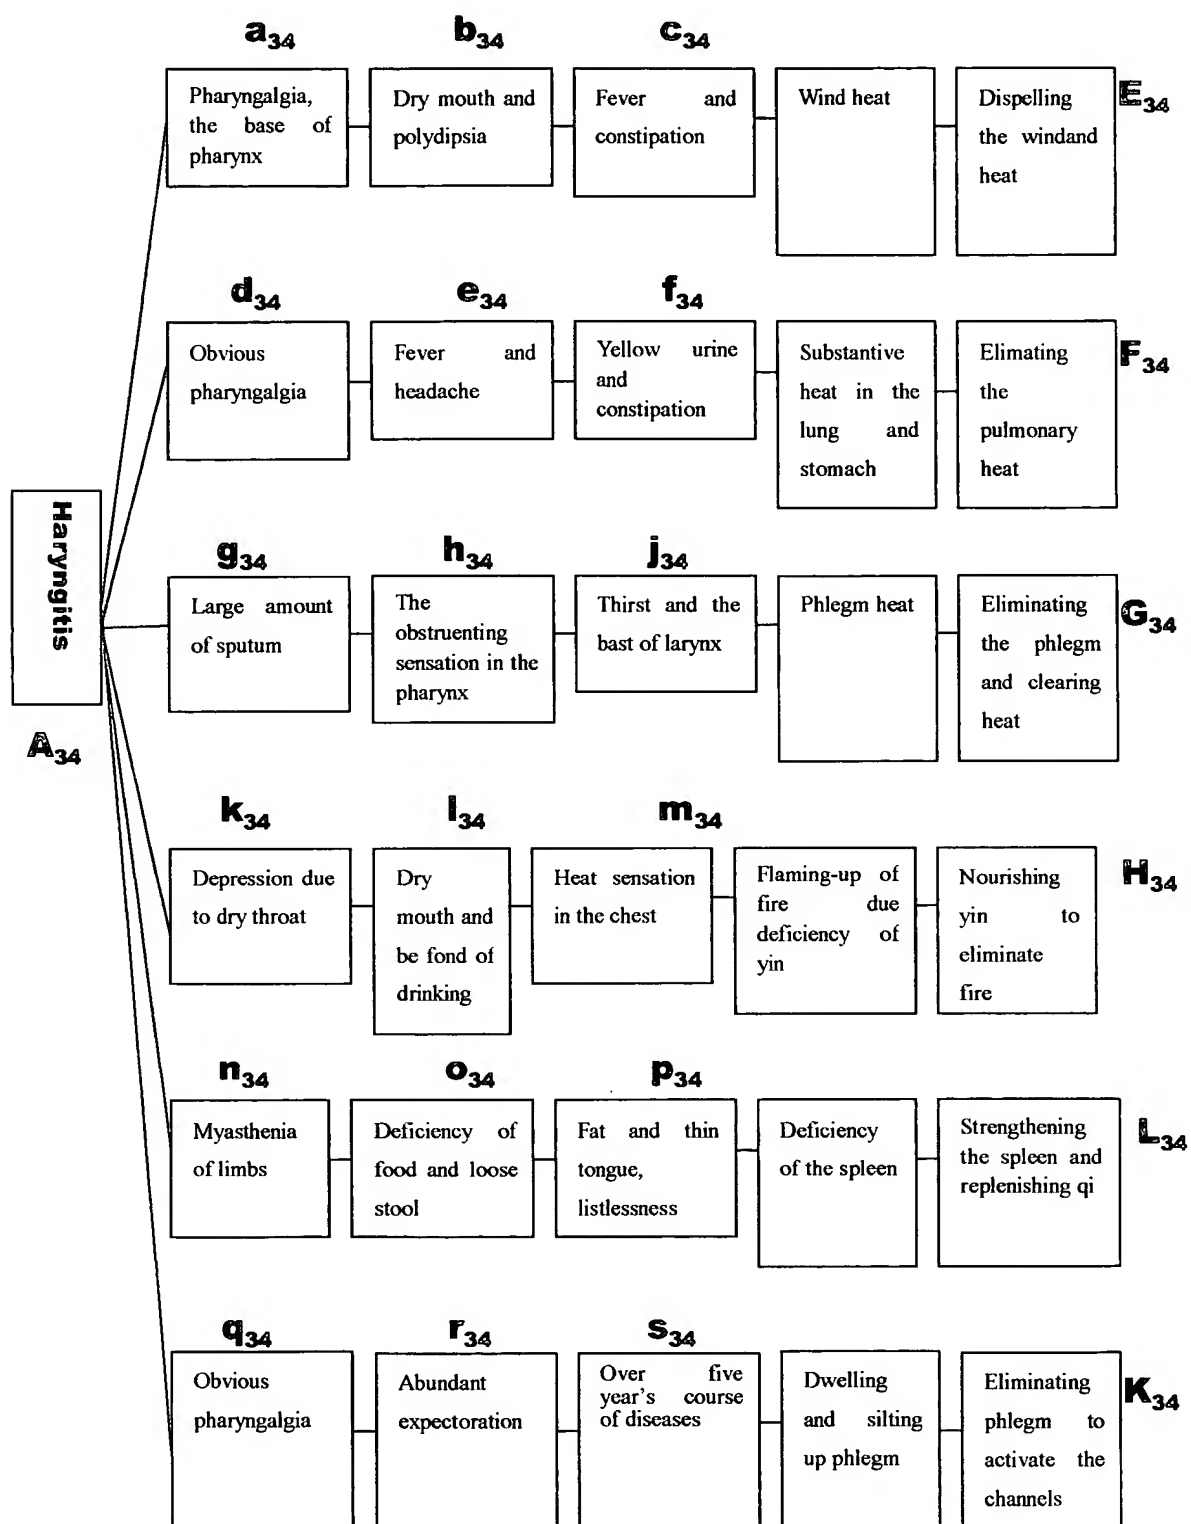 a34 b34 c34
Pharyngalgia,
the base of
pharynx
Dry mouth and
polydipsia
Fever and
constipation
Wind heat
Dispelling
the windand
heat
E34
d34 e34 f34
Obvious
pharyngalgia
Fever and
headache
Yellow urine
and
constipation
Substantive
heat in the
lung and
stomach
Elimating
the
pulmonary
heat
F34
Haryngitis
A34
g34 h34 j34
Large amount
of sputum
The
obstruenting
sensation in the
pharynx
Thirst and the
bast of larynx
Phlegm heat
Eliminating
the phlegm
and clearing
heat
G34
k34 l34 m34
Depression due
to dry throat
Dry
mouth and
be fond of
drinking
Heat sensation
in the chest
Flaming-up of
fire due
deficiency of
yin
Nourishing
yin to
eliminate
fire
H34
n34 o34 p34
Myasthenia
of limbs
Deficiency of
food and loose
stool
Fat and thin
tongue,
listlessness
Deficiency
of the spleen
Strengthening
the spleen and
replenishing qi
L34
q34 r34 s34
Obvious
pharyngalgia
Abundant
expectoration
Over five
year's course
of diseases
Dwelling
and silting
up phlegm
Eliminating
phlegm to
activate the
channels
K34